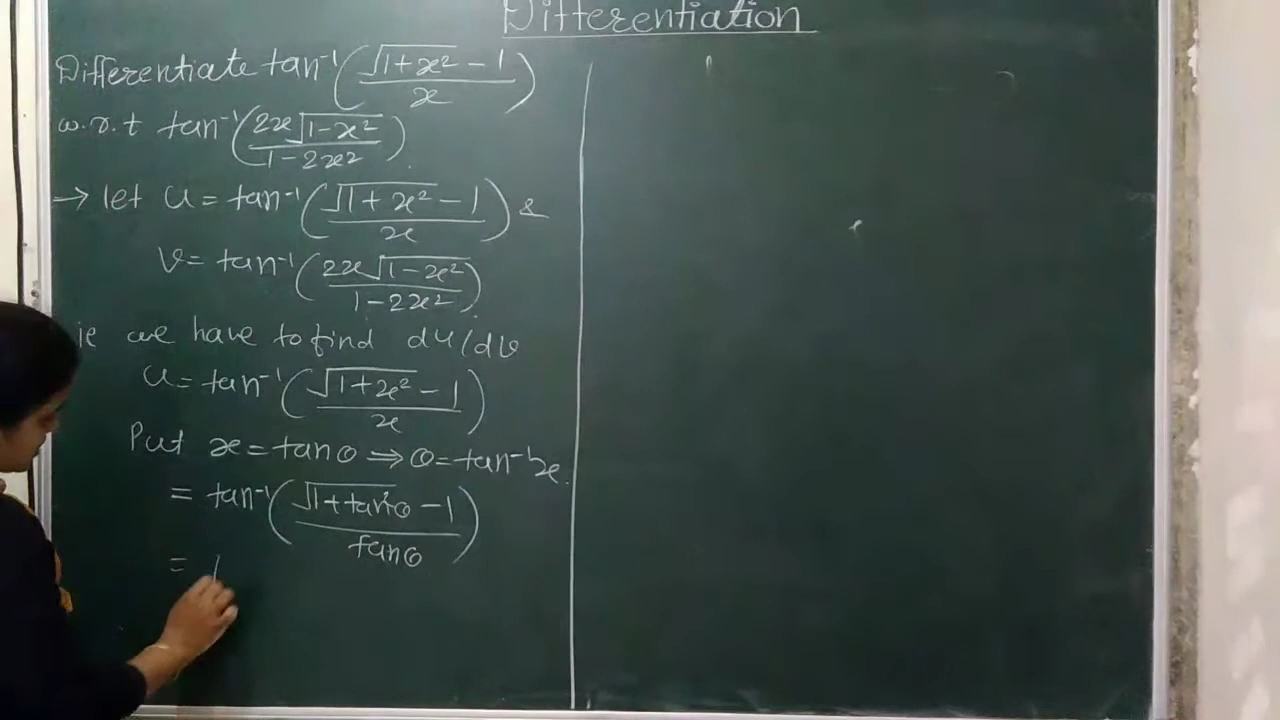 Differentiation
Differentiate tan⁻¹(√(1+x²) - 1 / x)
w.r.t tan⁻¹(2x√(1-x²) / 1-2x²).
→ let u = tan⁻¹(√(1+x²) - 1 / x) &
v = tan⁻¹(2x√(1-x²) / 1-2x²).
ie we have to find du/dv
u = tan⁻¹(√(1+x²) - 1 / x)
Put x = tanθ ⇒ θ = tan⁻¹x.
= tan⁻¹(√(1+tan²θ) - 1 / tanθ)
=